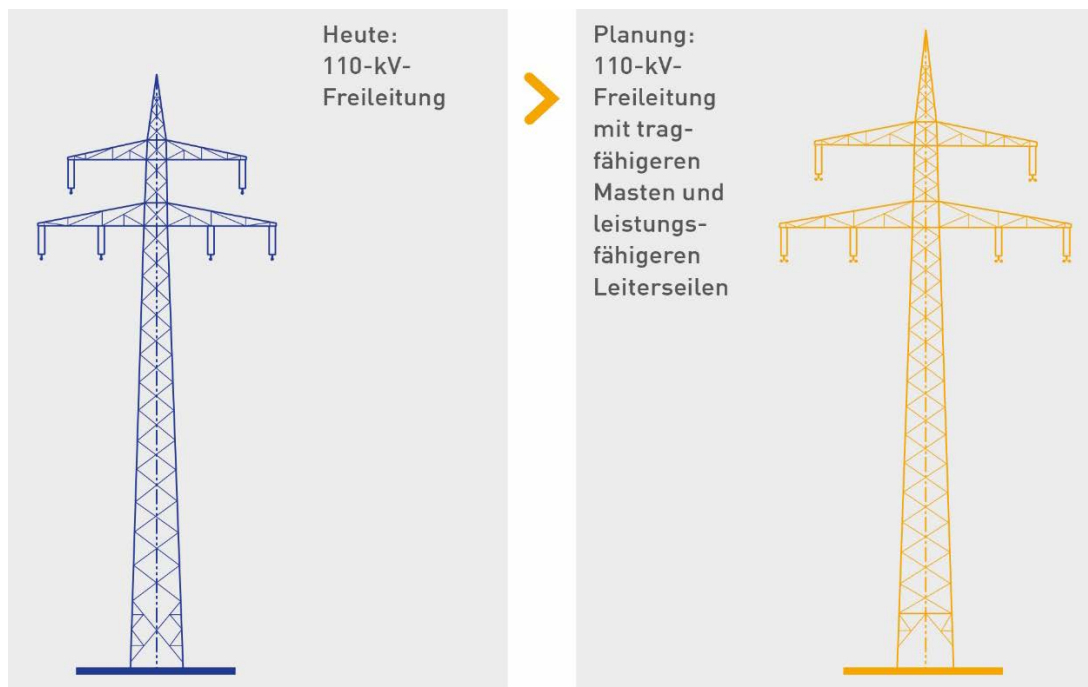 Heute:
110-kV-
Freileitung
Planung:
110-kV-
Freileitung
mit trag-
fähigeren
Masten und
leistungs-
fähigeren
Leiterseilen